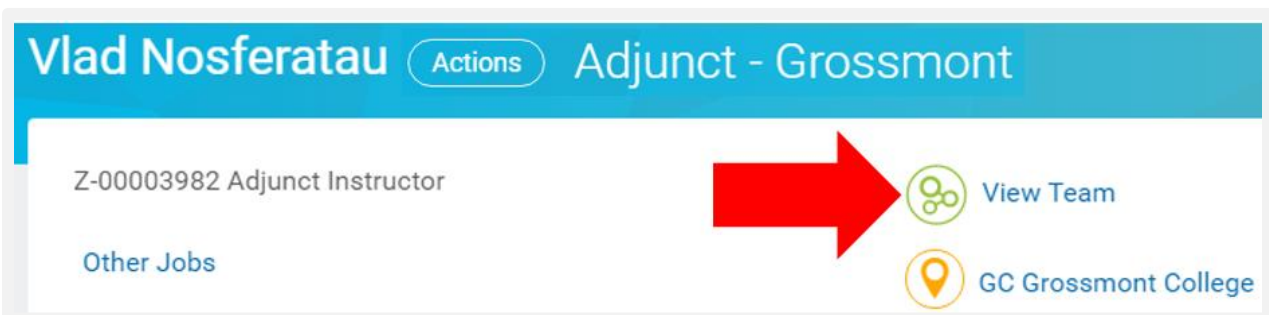 Vlad Nosferatau Actions Adjunct - Grossmont
Z-00003982 Adjunct Instructor
View Team
Other Jobs
GC Grossmont College